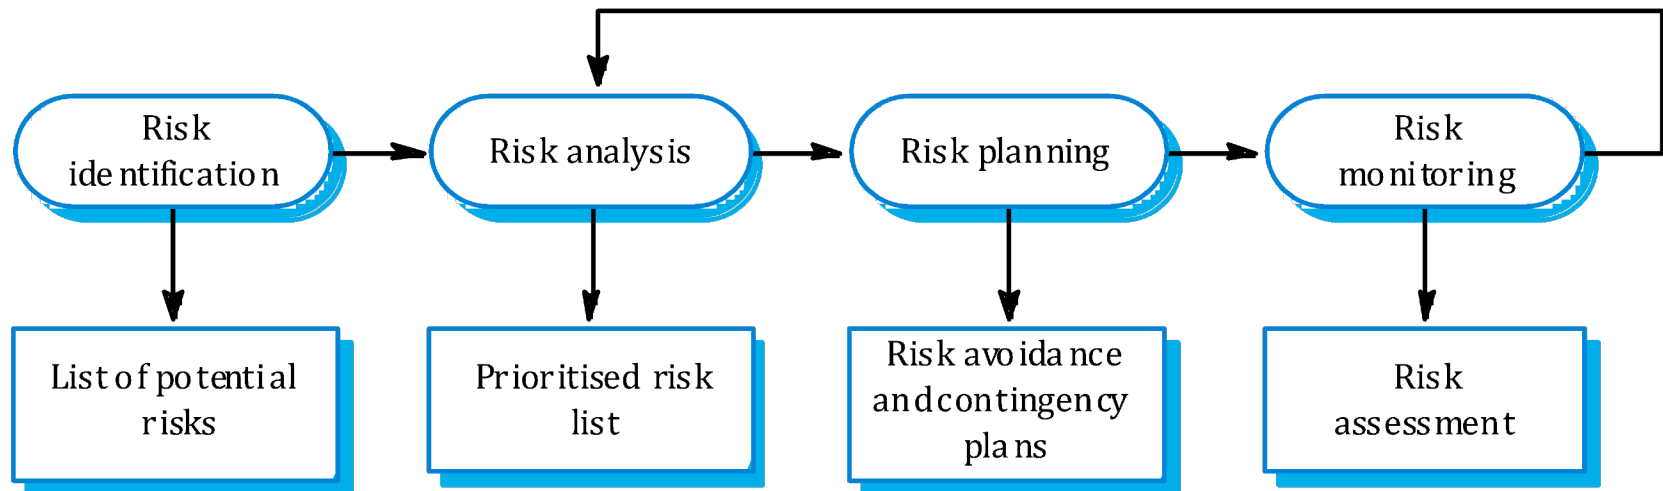 Risk
identification
Risk analysis
Risk planning
Risk
monitoring
List of potential
risks
Prioritised risk
list
Risk avoidance
and contingency
plans
Risk
assessment